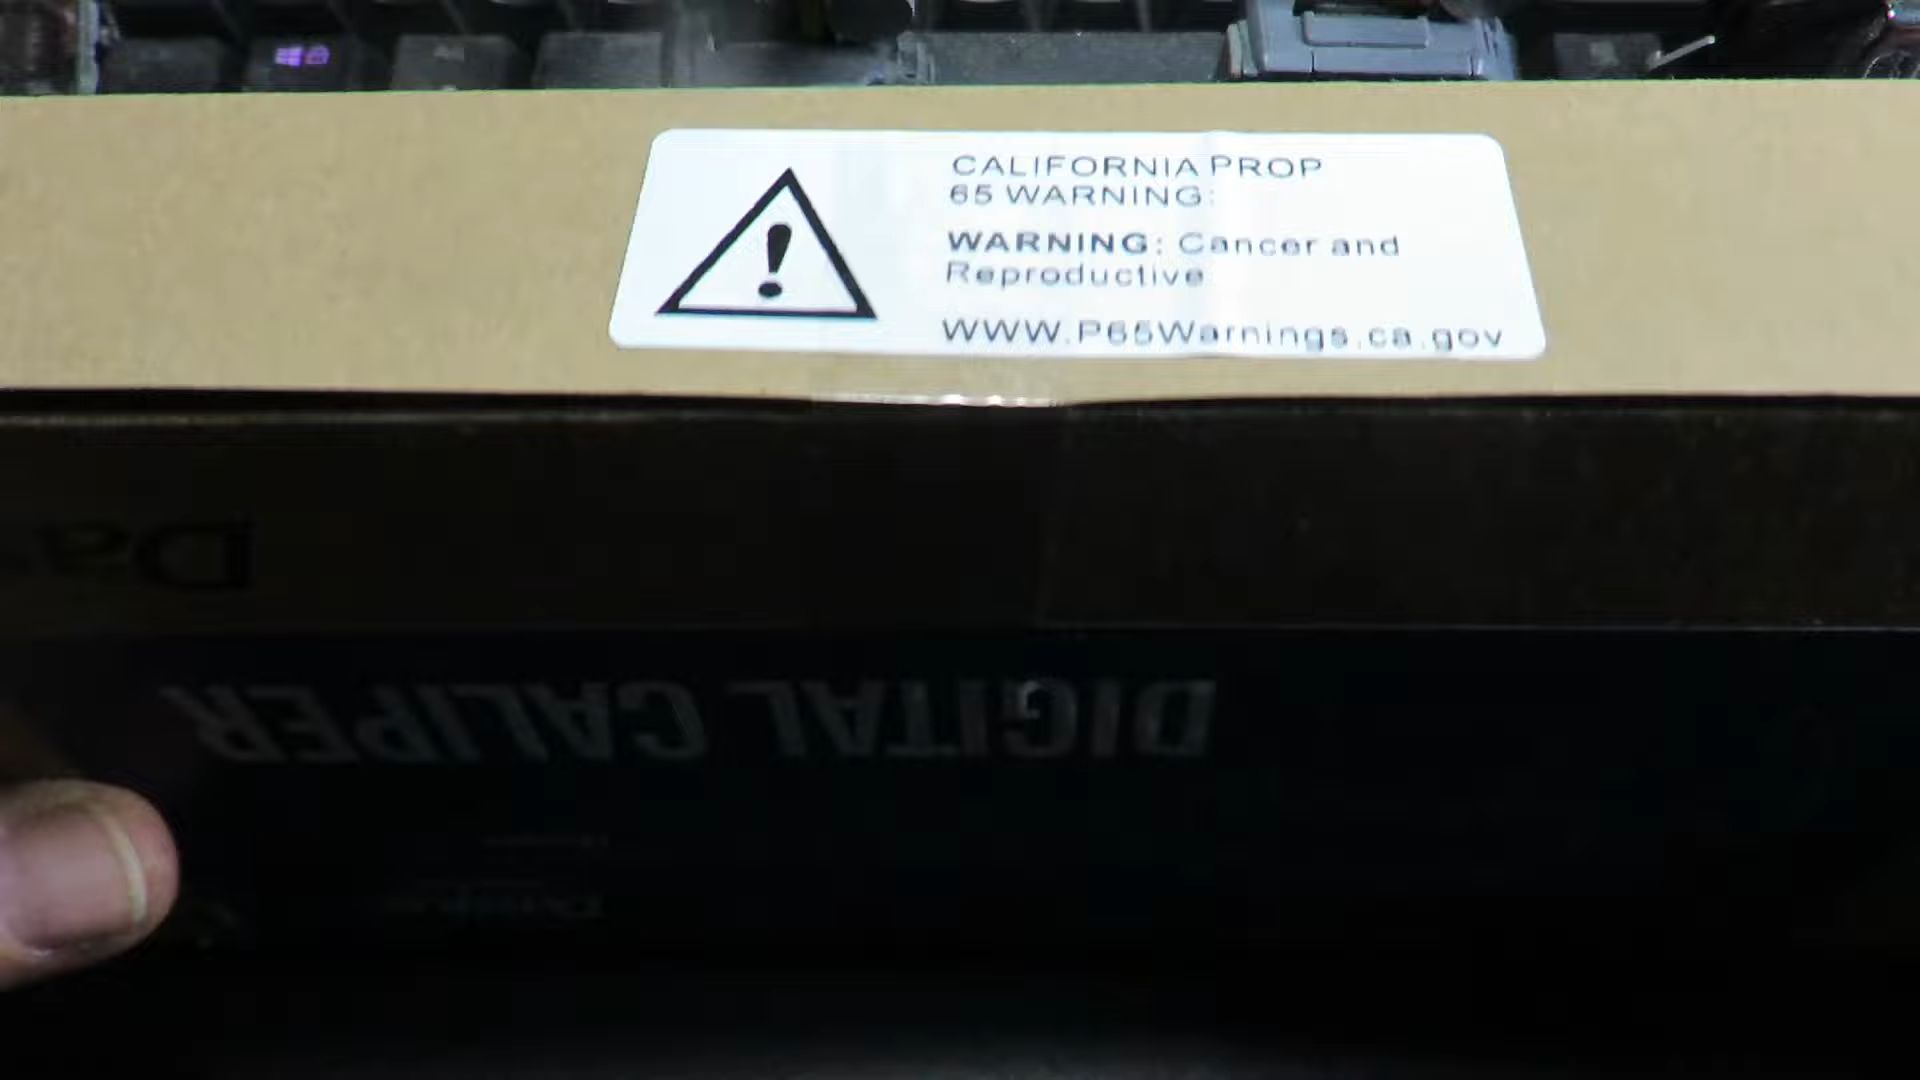 CALIFORNIA PROP
65 WARNING:
WARNING: Cancer and
Reproductive
WWW.P65Warnings.ca.gov
DIGITAL CALIPER